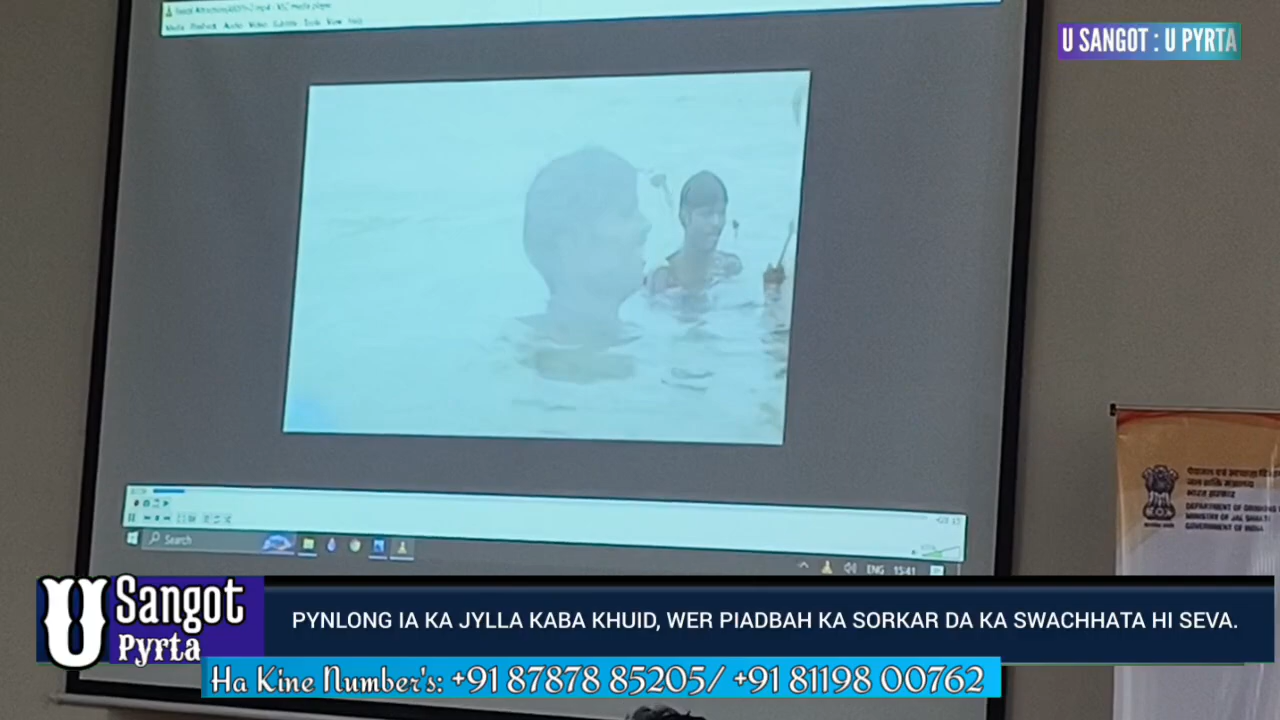 U SANGOT : U PYRTA
Search
ENG 15:41
DEPARTMENT OF DRINKING
MINISTRY OF JAL SHAKTI
GOVERNMENT OF INDIA
U Sangot Pyrta
PYNLONG IA KA JYLLA KABA KHUID, WER PIADBAH KA SORKAR DA KA SWACHHATA HI SEVA.
Ha Kine Number's: +91 87878 85205/ +91 81198 00762